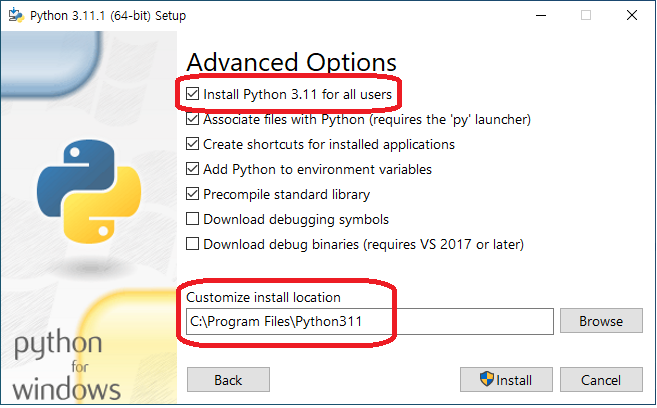 Python 3.11.1 (64-bit) Setup
Advanced Options
Install Python 3.11 for all users
Associate files with Python (requires the 'py' launcher)
Create shortcuts for installed applications
Add Python to environment variables
Precompile standard library
Download debugging symbols
Download debug binaries (requires VS 2017 or later)
Customize install location
C:\Program Files\Python311
Browse
python
for
windows
Back
Install
Cancel